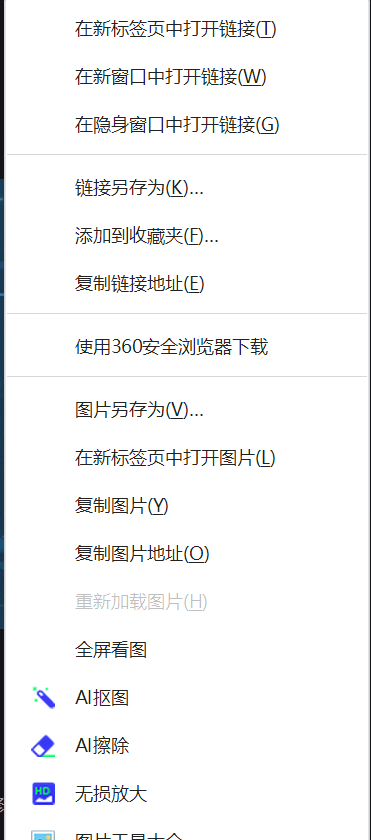 在新标签页中打开链接(T)
在新窗口中打开链接(W)
在隐身窗口中打开链接(G)
链接另存为(K)...
添加到收藏夹(F)...
复制链接地址(E)
使用360安全浏览器下载
图片另存为(V)...
在新标签页中打开图片(L)
复制图片(Y)
复制图片地址(O)
重新加载图片(H)
全屏看图
AI抠图
AI擦除
HD 无损放大
图片工具大全